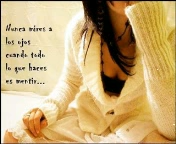 Nunca mires a
los ojos
cuando todo
lo que haces
es mentir...